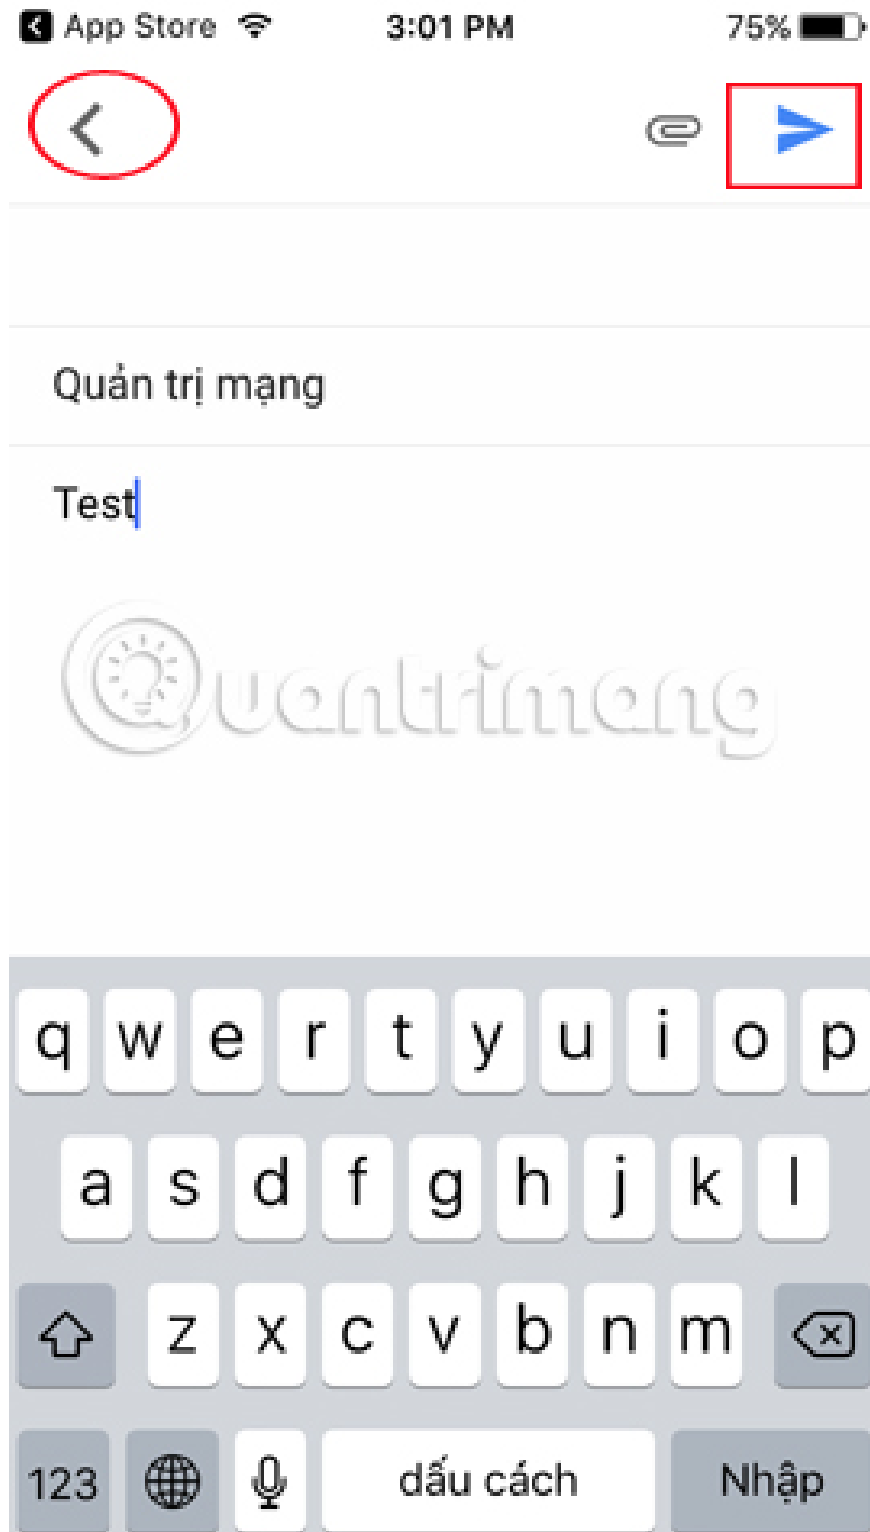 App Store 3:01 PM 75%
Quản trị mạng
Test
Quantrimang
q w e r t y u i o p
a s d f g h j k l
z x c v b n m
123 dấu cách Nhập